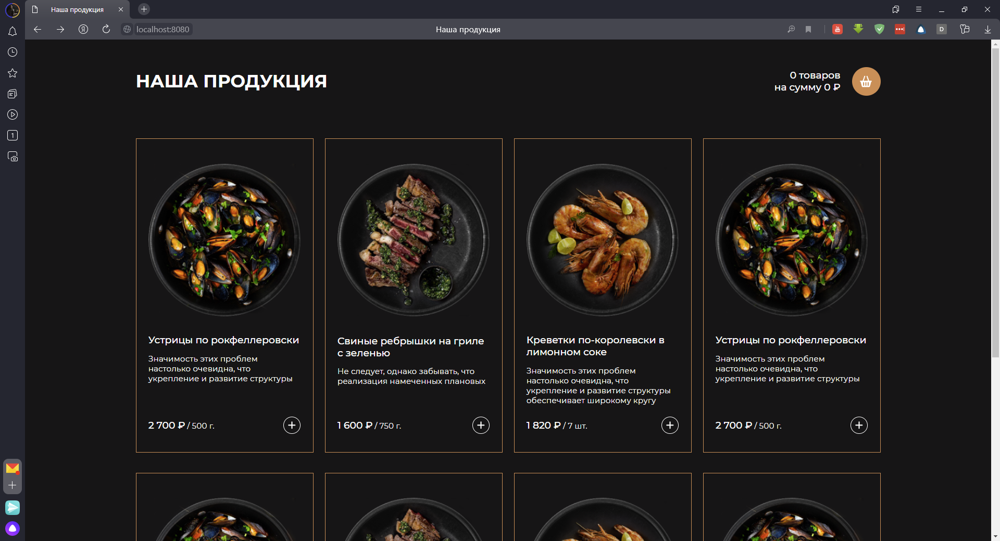 Наша продукция
localhost:8080
Наша продукция
1
D
НАША ПРОДУКЦИЯ
0 товаров
на сумму 0 ₽
Устрицы по рокфеллеровски
Значимость этих проблем
настолько очевидна, что
укрепление и развитие структуры
2 700 ₽ / 500 г.
Свиные ребрышки на гриле
с зеленью
Не следует, однако забывать, что
реализация намеченных плановых
1 600 ₽ / 750 г.
Креветки по-королевски в
лимонном соке
Значимость этих проблем
настолько очевидна, что
укрепление и развитие структуры
обеспечивает широкому кругу
1 820 ₽ / 7 шт.
Устрицы по рокфеллеровски
Значимость этих проблем
настолько очевидна, что
укрепление и развитие структуры
2 700 ₽ / 500 г.